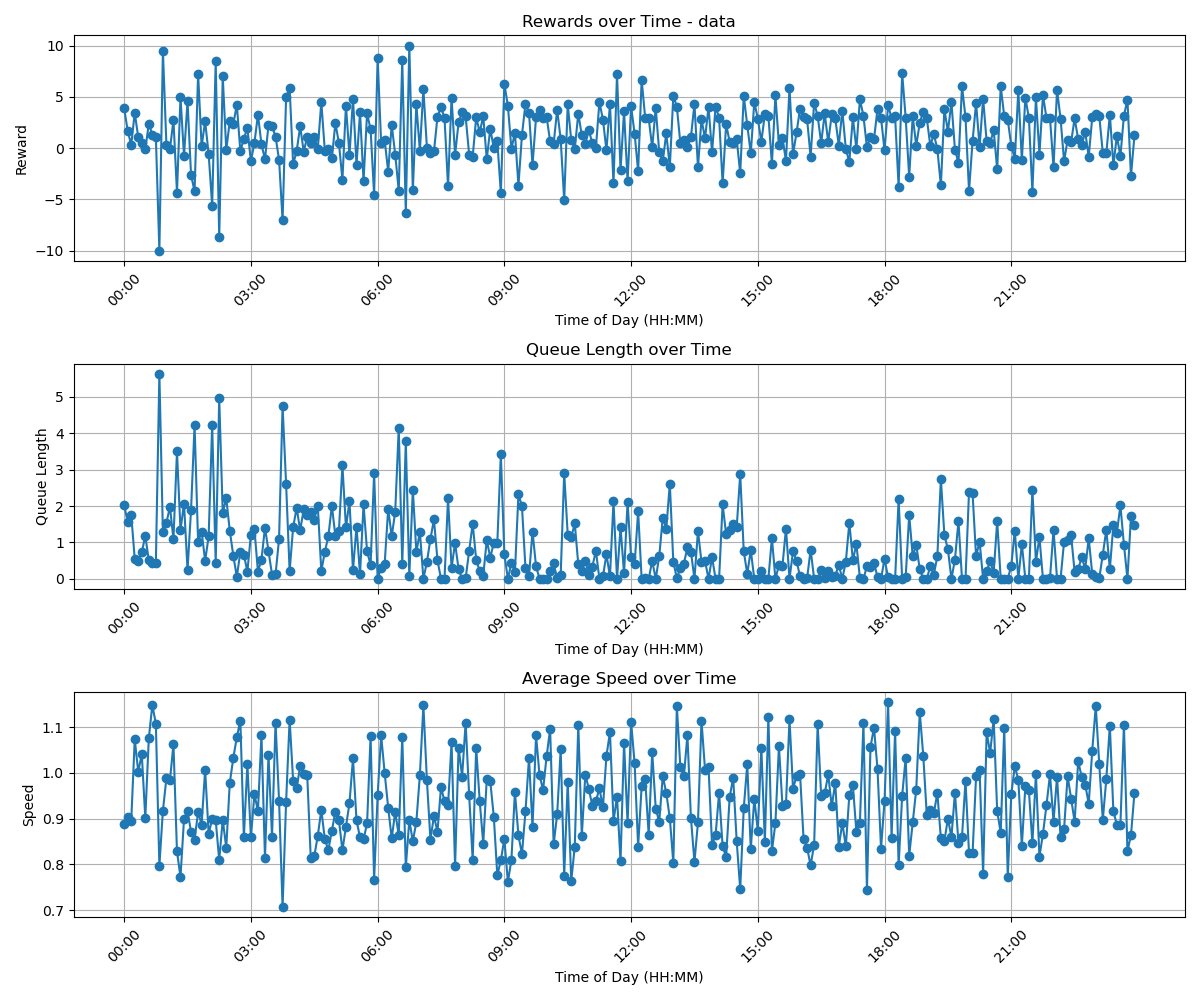 Rewards over Time - data
Reward
10
5
0
−5
−10
00:00 03:00 06:00 09:00 12:00 15:00 18:00 21:00
Time of Day (HH:MM)
Queue Length over Time
Queue Length
5
4
3
2
1
0
00:00 03:00 06:00 09:00 12:00 15:00 18:00 21:00
Time of Day (HH:MM)
Average Speed over Time
Speed
1.1
1.0
0.9
0.8
0.7
00:00 03:00 06:00 09:00 12:00 15:00 18:00 21:00
Time of Day (HH:MM)